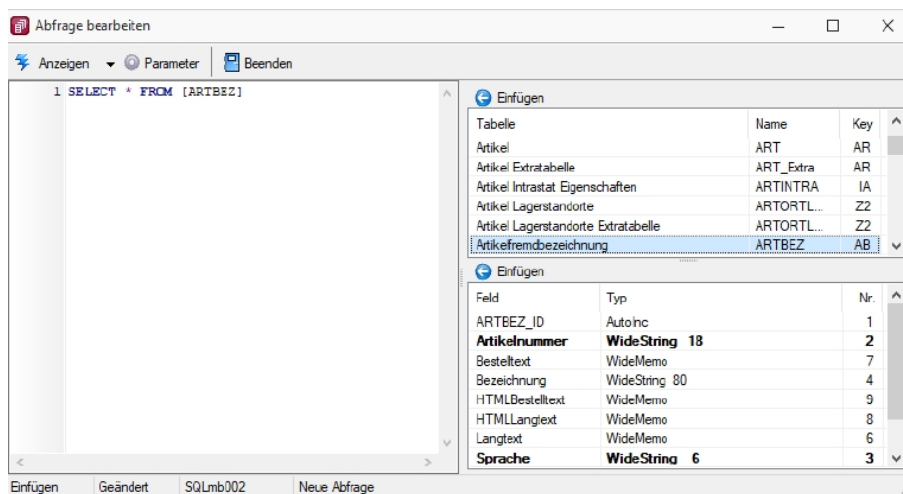 Abfrage bearbeiten
Anzeigen Parameter Beenden
1 SELECT * FROM [ARTBEZ]
Einfügen
Tabelle Name Key
Artikel ART AR
Artikel Extratabelle ART_Extra AR
Artikel Intrastat Eigenschaften ARTINTRA IA
Artikel Lagerstandorte ARTORTL... Z2
Artikel Lagerstandorte Extratabelle ARTORTL... Z2
Artikelfremdbezeichnung ARTBEZ AB
Einfügen
Feld Typ Nr.
ARTBEZ_ID AutoInc 1
Artikelnummer WideString 18 2
Bestelltext WideMemo 7
Bezeichnung WideString 80 4
HTMLBestelltext WideMemo 9
HTMLLangtext WideMemo 8
Langtext WideMemo 6
Sprache WideString 6 3
Einfügen Geändert SQLmb002 Neue Abfrage